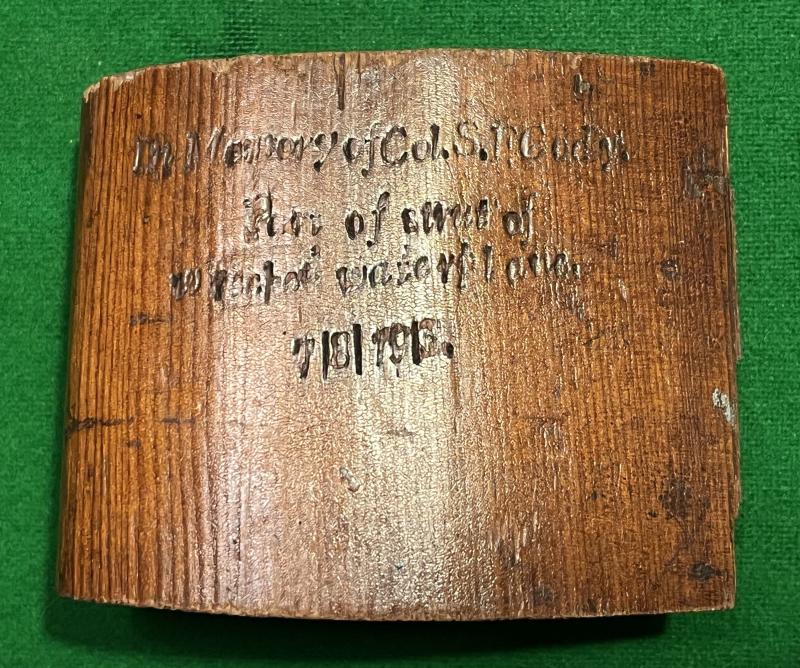 In Memory of Col. S. F. Cody.
Part of strut of
wrecked waterplane.
7|8|1913.